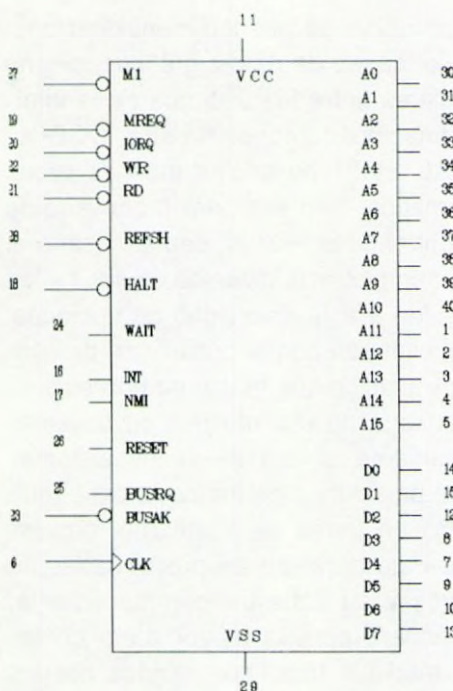 11
27 M1 VCC A0 30
A1 31
19 MREQ A2 32
20 IORQ A3 33
22 WR A4 34
21 RD A5 35
A6 36
28 REFSH A7 37
A8 38
18 HALT A9 39
A10 40
24 WAIT A11 1
A12 2
16 INT A13 3
17 NMI A14 4
A15 5
26 RESET
D0 14
25 BUSRQ D1 15
23 BUSAK D2 12
D3 8
6 CLK D4 7
D5 9
D6 10
VSS D7 13
29